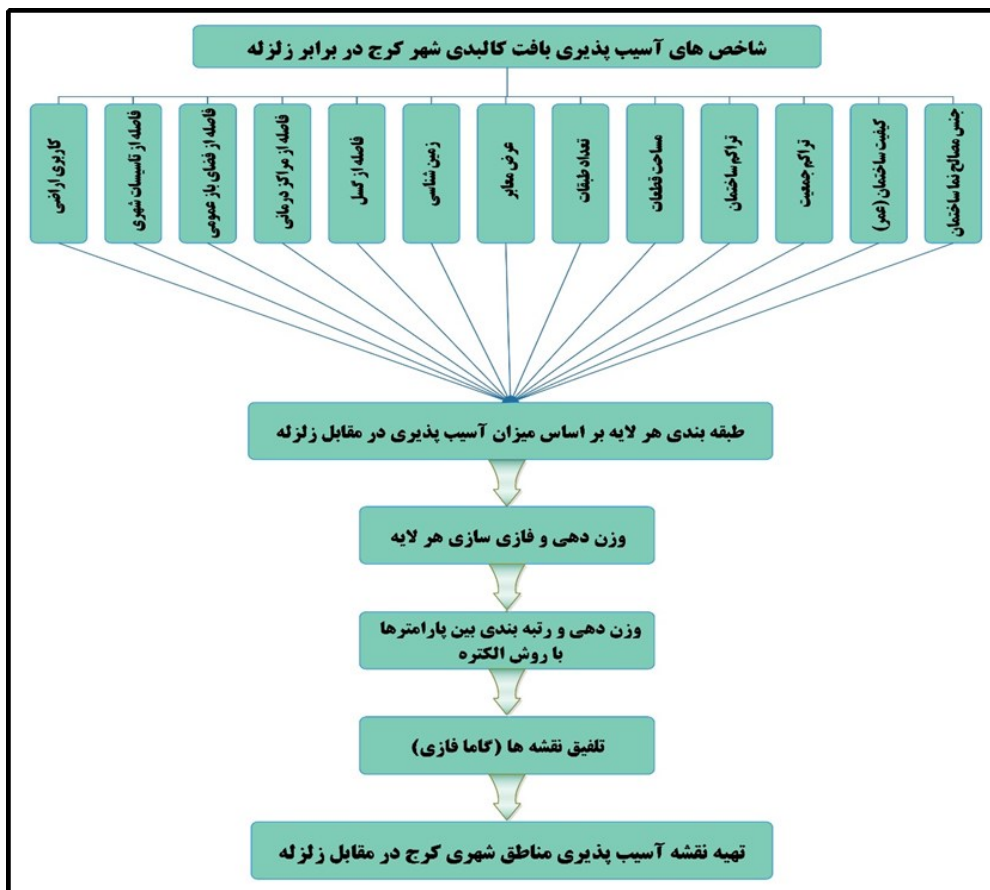 شاخص های آسیب پذیری بافت کالبدی شهر کرج در برابر زلزله
جنس مصالح نما ساختمان
کیفیت ساختمان (عمر)
تراکم جمعیت
تراکم ساختمان
مساحت قطعات
تعداد طبقات
عرض معابر
زمین شناسی
فاصله از گسل
فاصله از مراکز درمانی
فاصله از فضای باز عمومی
فاصله از تاسیسات شهری
کاربری اراضی
طبقه بندی هر لایه بر اساس میزان آسیب پذیری در مقابل زلزله
وزن دهی و فازی سازی هر لایه
وزن دهی و رتبه بندی بین پارامترها
با روش الکتره
تلفیق نقشه ها (گاما فازی)
تهیه نقشه آسیب پذیری مناطق شهری کرج در مقابل زلزله